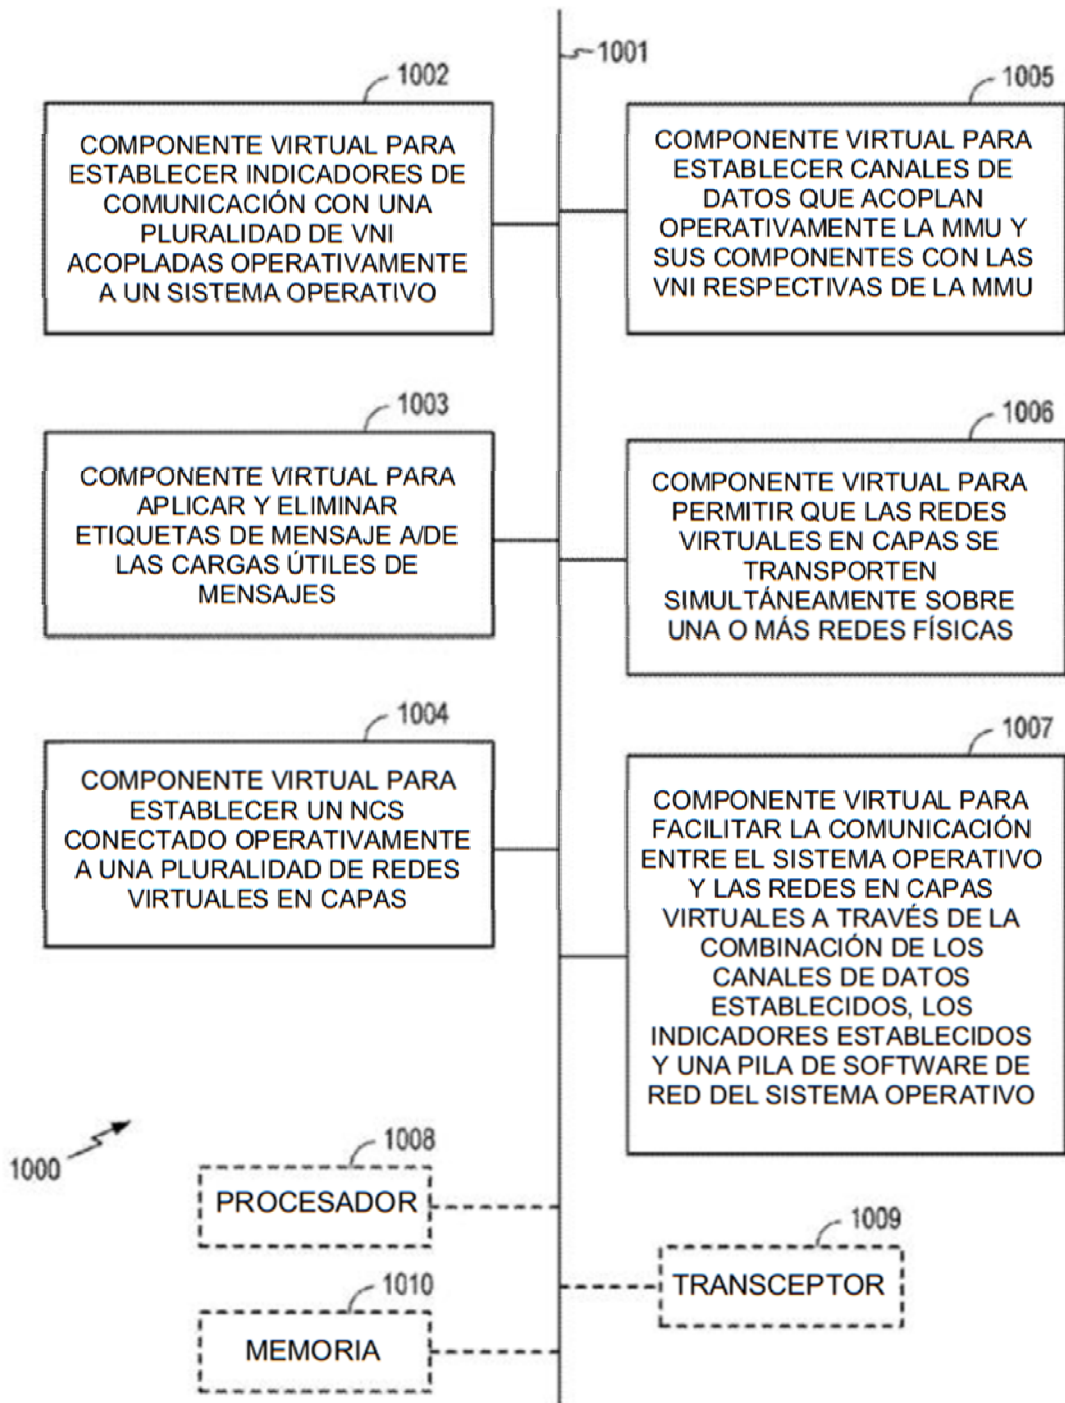 1001
1002
COMPONENTE VIRTUAL PARA
ESTABLECER INDICADORES DE
COMUNICACIÓN CON UNA
PLURALIDAD DE VNI
ACOPLADAS OPERATIVAMENTE
A UN SISTEMA OPERATIVO
1005
COMPONENTE VIRTUAL PARA
ESTABLECER CANALES DE
DATOS QUE ACOPLAN
OPERATIVAMENTE LA MMU Y
SUS COMPONENTES CON LAS
VNI RESPECTIVAS DE LA MMU
1003
COMPONENTE VIRTUAL PARA
APLICAR Y ELIMINAR
ETIQUETAS DE MENSAJE A/DE
LAS CARGAS ÚTILES DE
MENSAJES
1006
COMPONENTE VIRTUAL PARA
PERMITIR QUE LAS REDES
VIRTUALES EN CAPAS SE
TRANSPORTEN
SIMULTÁNEAMENTE SOBRE
UNA O MÁS REDES FÍSICAS
1004
COMPONENTE VIRTUAL PARA
ESTABLECER UN NCS
CONECTADO OPERATIVAMENTE
A UNA PLURALIDAD DE REDES
VIRTUALES EN CAPAS
1007
COMPONENTE VIRTUAL PARA
FACILITAR LA COMUNICACIÓN
ENTRE EL SISTEMA OPERATIVO
Y LAS REDES EN CAPAS
VIRTUALES A TRAVÉS DE LA
COMBINACIÓN DE LOS
CANALES DE DATOS
ESTABLECIDOS, LOS
INDICADORES ESTABLECIDOS
Y UNA PILA DE SOFTWARE DE
RED DEL SISTEMA OPERATIVO
1000
1008
PROCESADOR
1009
TRANSCEPTOR
1010
MEMORIA